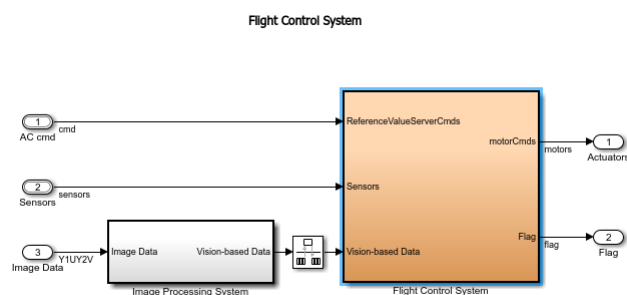 Flight Control System
1
cmd
AC cmd
ReferenceValueServerCmds
motorCmds
motors
1
Actuators
2
sensors
Sensors
Sensors
3
Y1UY2V
Image Data
Image Data
Vision-based Data
Vision-based Data
Flag
flag
2
Flag
Image Processing System
Flight Control System